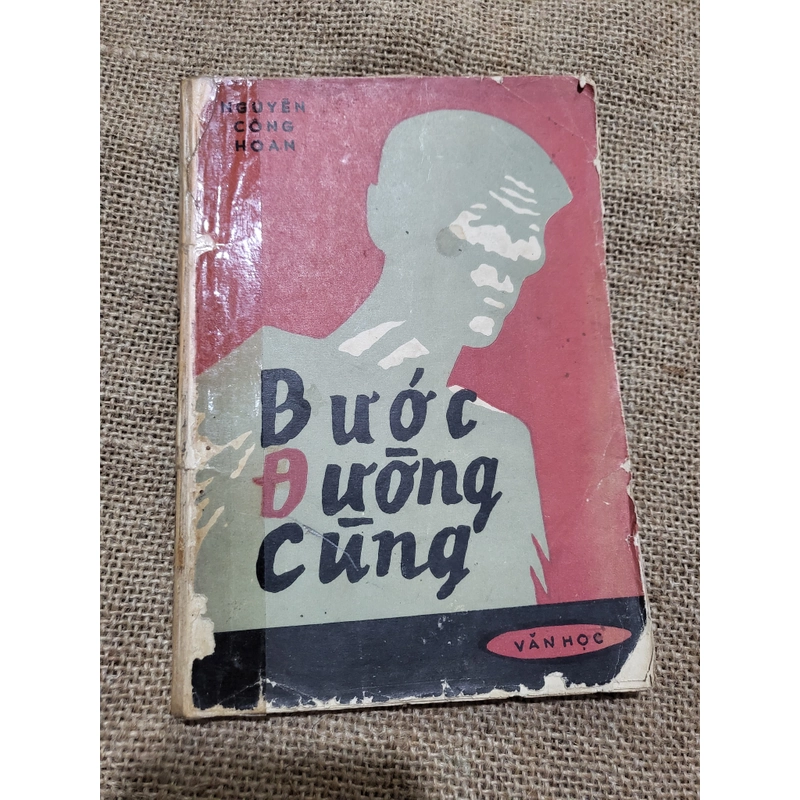 NGUYỄN
CÔNG
HOAN
Bước
Đường
Cùng
VĂN HỌC